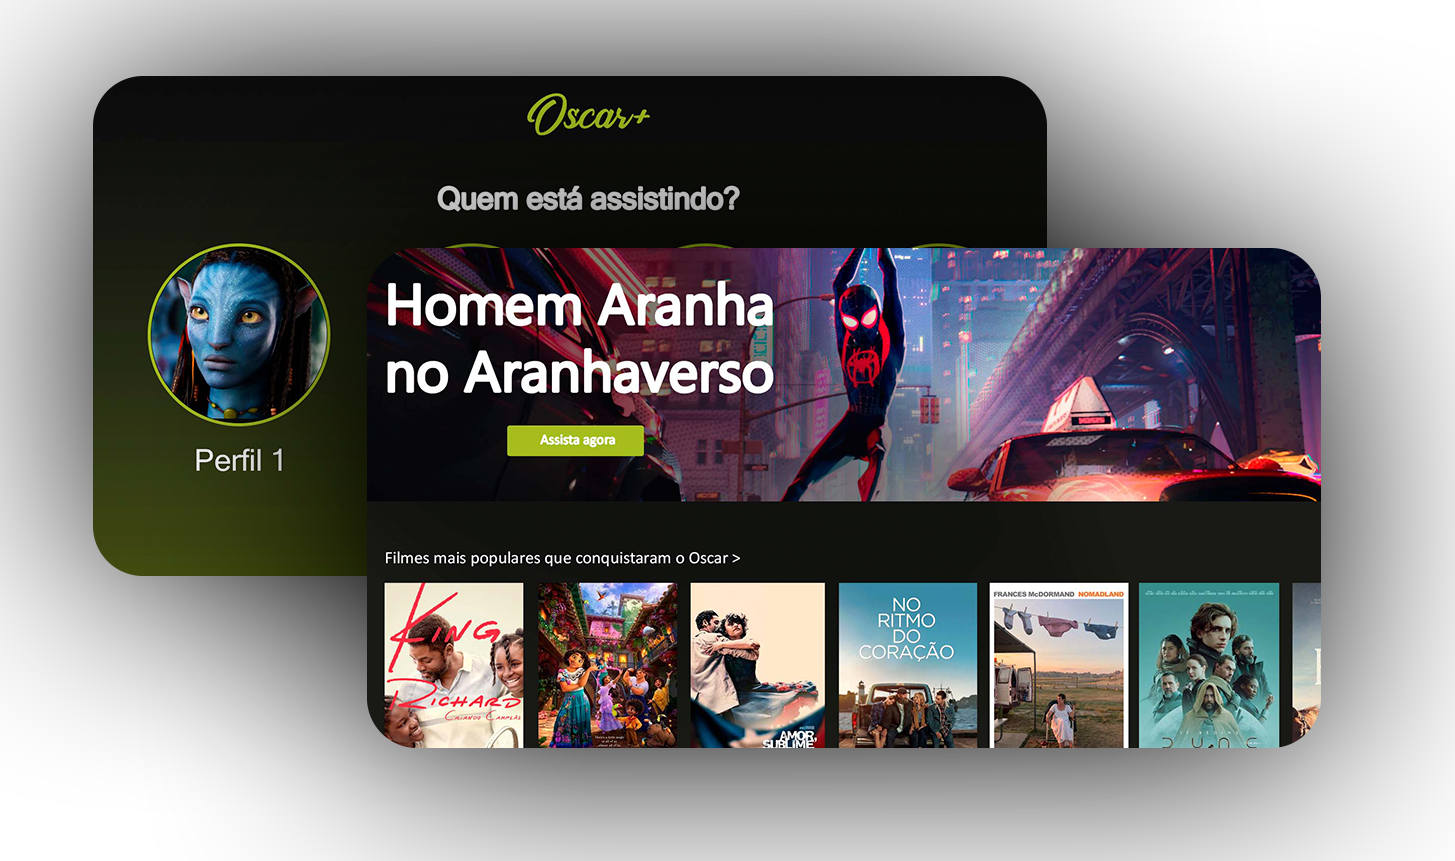 Oscar+
Quem está assistindo?
Perfil 1
Homem Aranha
no Aranhaverso
Assista agora
Filmes mais populares que conquistaram o Oscar >
KING
RICHARD
CRIANDO CAMPEÃS
AMOR,
SUBLIME
NO
RITMO
DO
CORAÇÃO
FRANCES McDORMAND NOMADLAND
DUNE